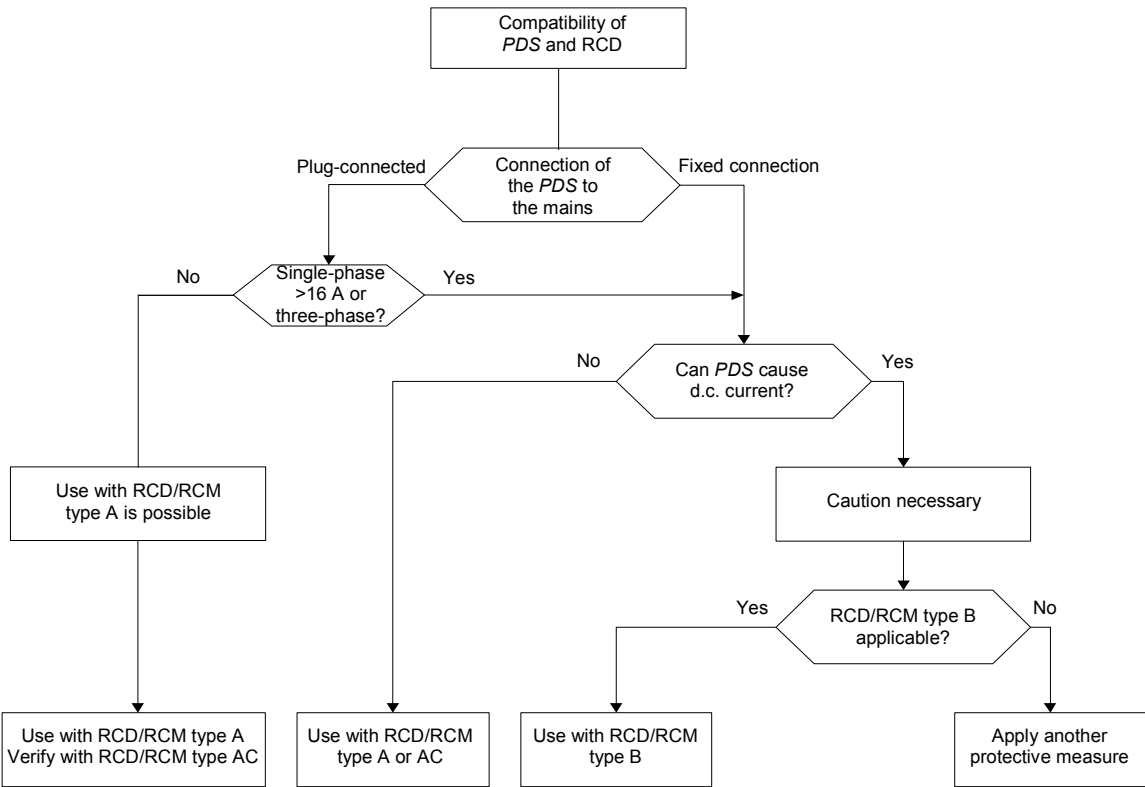 Compatibility of
PDS and RCD
Plug-connected
Connection of
the PDS to
the mains
Fixed connection
No
Single-phase
>16 A or
three-phase?
Yes
No
Can PDS cause
d.c. current?
Yes
Use with RCD/RCM
type A is possible
Caution necessary
Yes
RCD/RCM type B
applicable?
No
Use with RCD/RCM type A
Verify with RCD/RCM type AC
Use with RCD/RCM
type A or AC
Use with RCD/RCM
type B
Apply another
protective measure